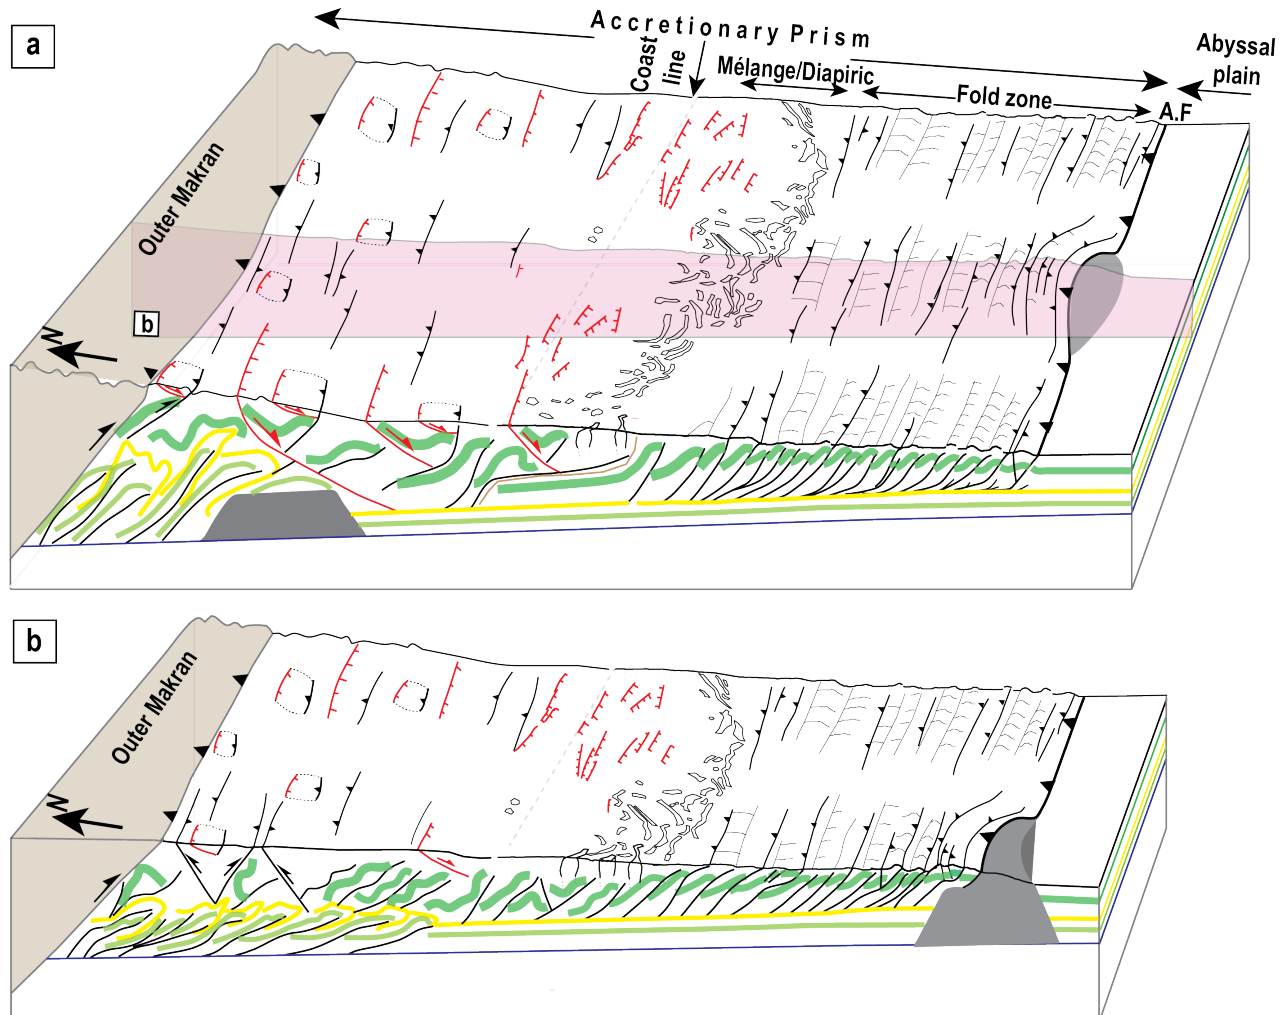 a
Accretionary Prism
Coast
line
Mélange/Diapiric
Fold zone
A.F
Abyssal
plain
Outer Makran
N
b
b
Outer Makran
N